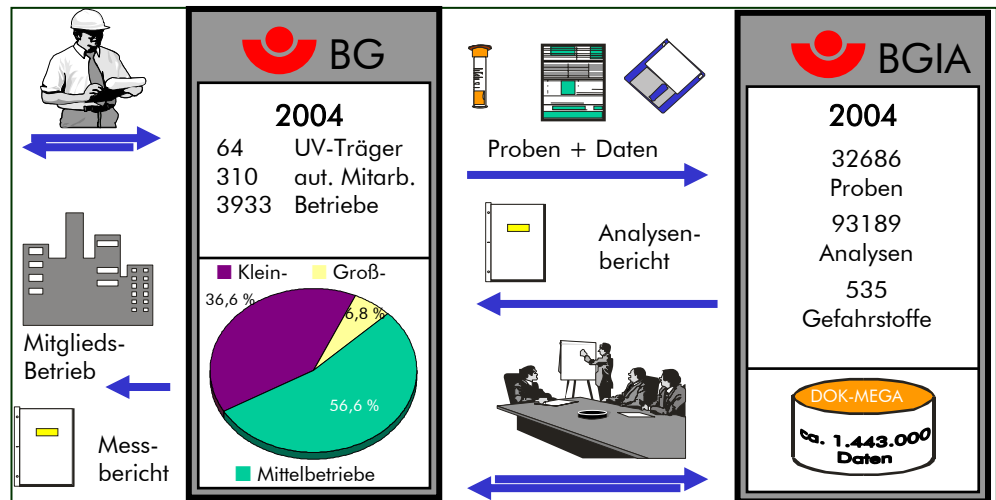 BG
2004
64 UV-Träger
310 aut. Mitarb.
3933 Betriebe
Klein- Groß-
36,6 %
6,8 %
56,6 %
Mittelbetriebe
Mitglieds-
Betrieb
Mess-
bericht
Proben + Daten
Analysen-
bericht
BGIA
2004
32686
Proben
93189
Analysen
535
Gefahrstoffe
DOK-MEGA
ca. 1.443.000
Daten